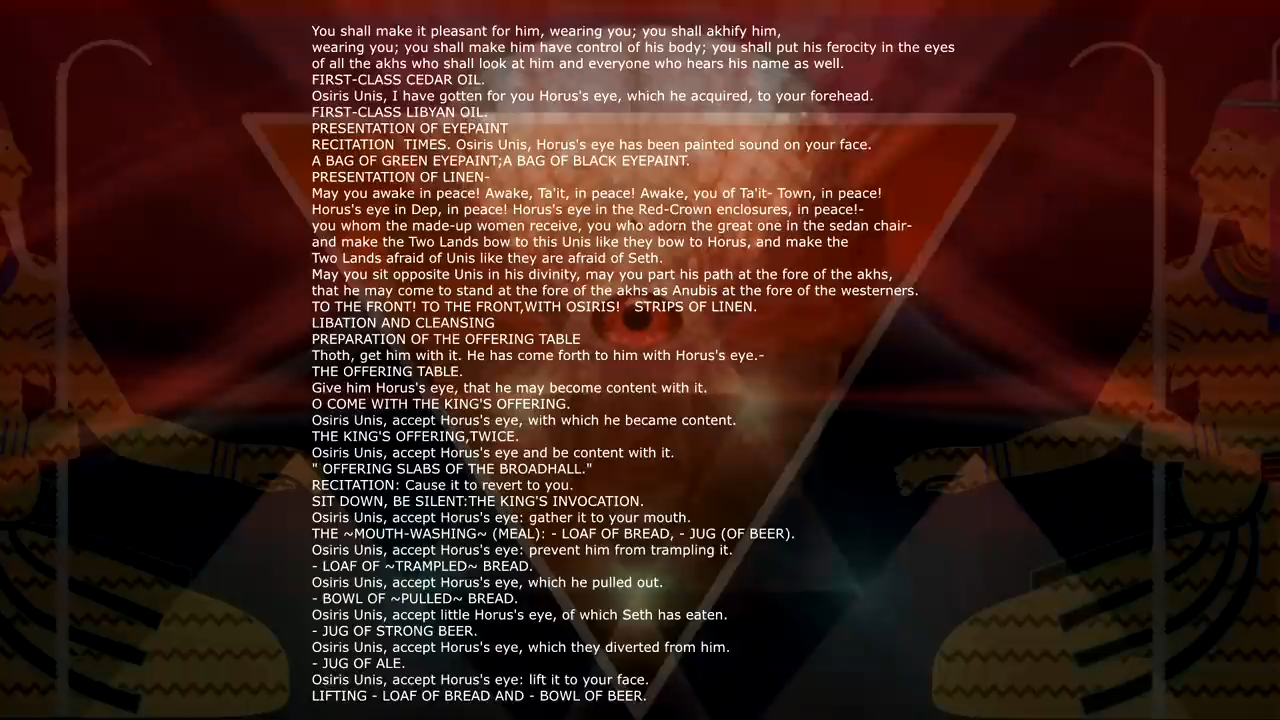 You shall make it pleasant for him, wearing you; you shall akhify him,
wearing you; you shall make him have control of his body; you shall put his ferocity in the eyes
of all the akhs who shall look at him and everyone who hears his name as well.
FIRST-CLASS CEDAR OIL.
Osiris Unis, I have gotten for you Horus's eye, which he acquired, to your forehead.
FIRST-CLASS LIBYAN OIL.
PRESENTATION OF EYEPAINT
RECITATION  TIMES. Osiris Unis, Horus's eye has been painted sound on your face.
A BAG OF GREEN EYEPAINT;A BAG OF BLACK EYEPAINT.
PRESENTATION OF LINEN-
May you awake in peace! Awake, Ta'it, in peace! Awake, you of Ta'it- Town, in peace!
Horus's eye in Dep, in peace! Horus's eye in the Red-Crown enclosures, in peace!-
you whom the made-up women receive, you who adorn the great one in the sedan chair-
and make the Two Lands bow to this Unis like they bow to Horus, and make the
Two Lands afraid of Unis like they are afraid of Seth.
May you sit opposite Unis in his divinity, may you part his path at the fore of the akhs,
that he may come to stand at the fore of the akhs as Anubis at the fore of the westerners.
TO THE FRONT! TO THE FRONT,WITH OSIRIS!   STRIPS OF LINEN.
LIBATION AND CLEANSING
PREPARATION OF THE OFFERING TABLE
Thoth, get him with it. He has come forth to him with Horus's eye.-
THE OFFERING TABLE.
Give him Horus's eye, that he may become content with it.
O COME WITH THE KING'S OFFERING.
Osiris Unis, accept Horus's eye, with which he became content.
THE KING'S OFFERING,TWICE.
Osiris Unis, accept Horus's eye and be content with it.
" OFFERING SLABS OF THE BROADHALL."
RECITATION: Cause it to revert to you.
SIT DOWN, BE SILENT:THE KING'S INVOCATION.
Osiris Unis, accept Horus's eye: gather it to your mouth.
THE ~MOUTH-WASHING~ (MEAL): - LOAF OF BREAD, - JUG (OF BEER).
Osiris Unis, accept Horus's eye: prevent him from trampling it.
- LOAF OF ~TRAMPLED~ BREAD.
Osiris Unis, accept Horus's eye, which he pulled out.
- BOWL OF ~PULLED~ BREAD.
Osiris Unis, accept little Horus's eye, of which Seth has eaten.
- JUG OF STRONG BEER.
Osiris Unis, accept Horus's eye, which they diverted from him.
- JUG OF ALE.
Osiris Unis, accept Horus's eye: lift it to your face.
LIFTING - LOAF OF BREAD AND - BOWL OF BEER.